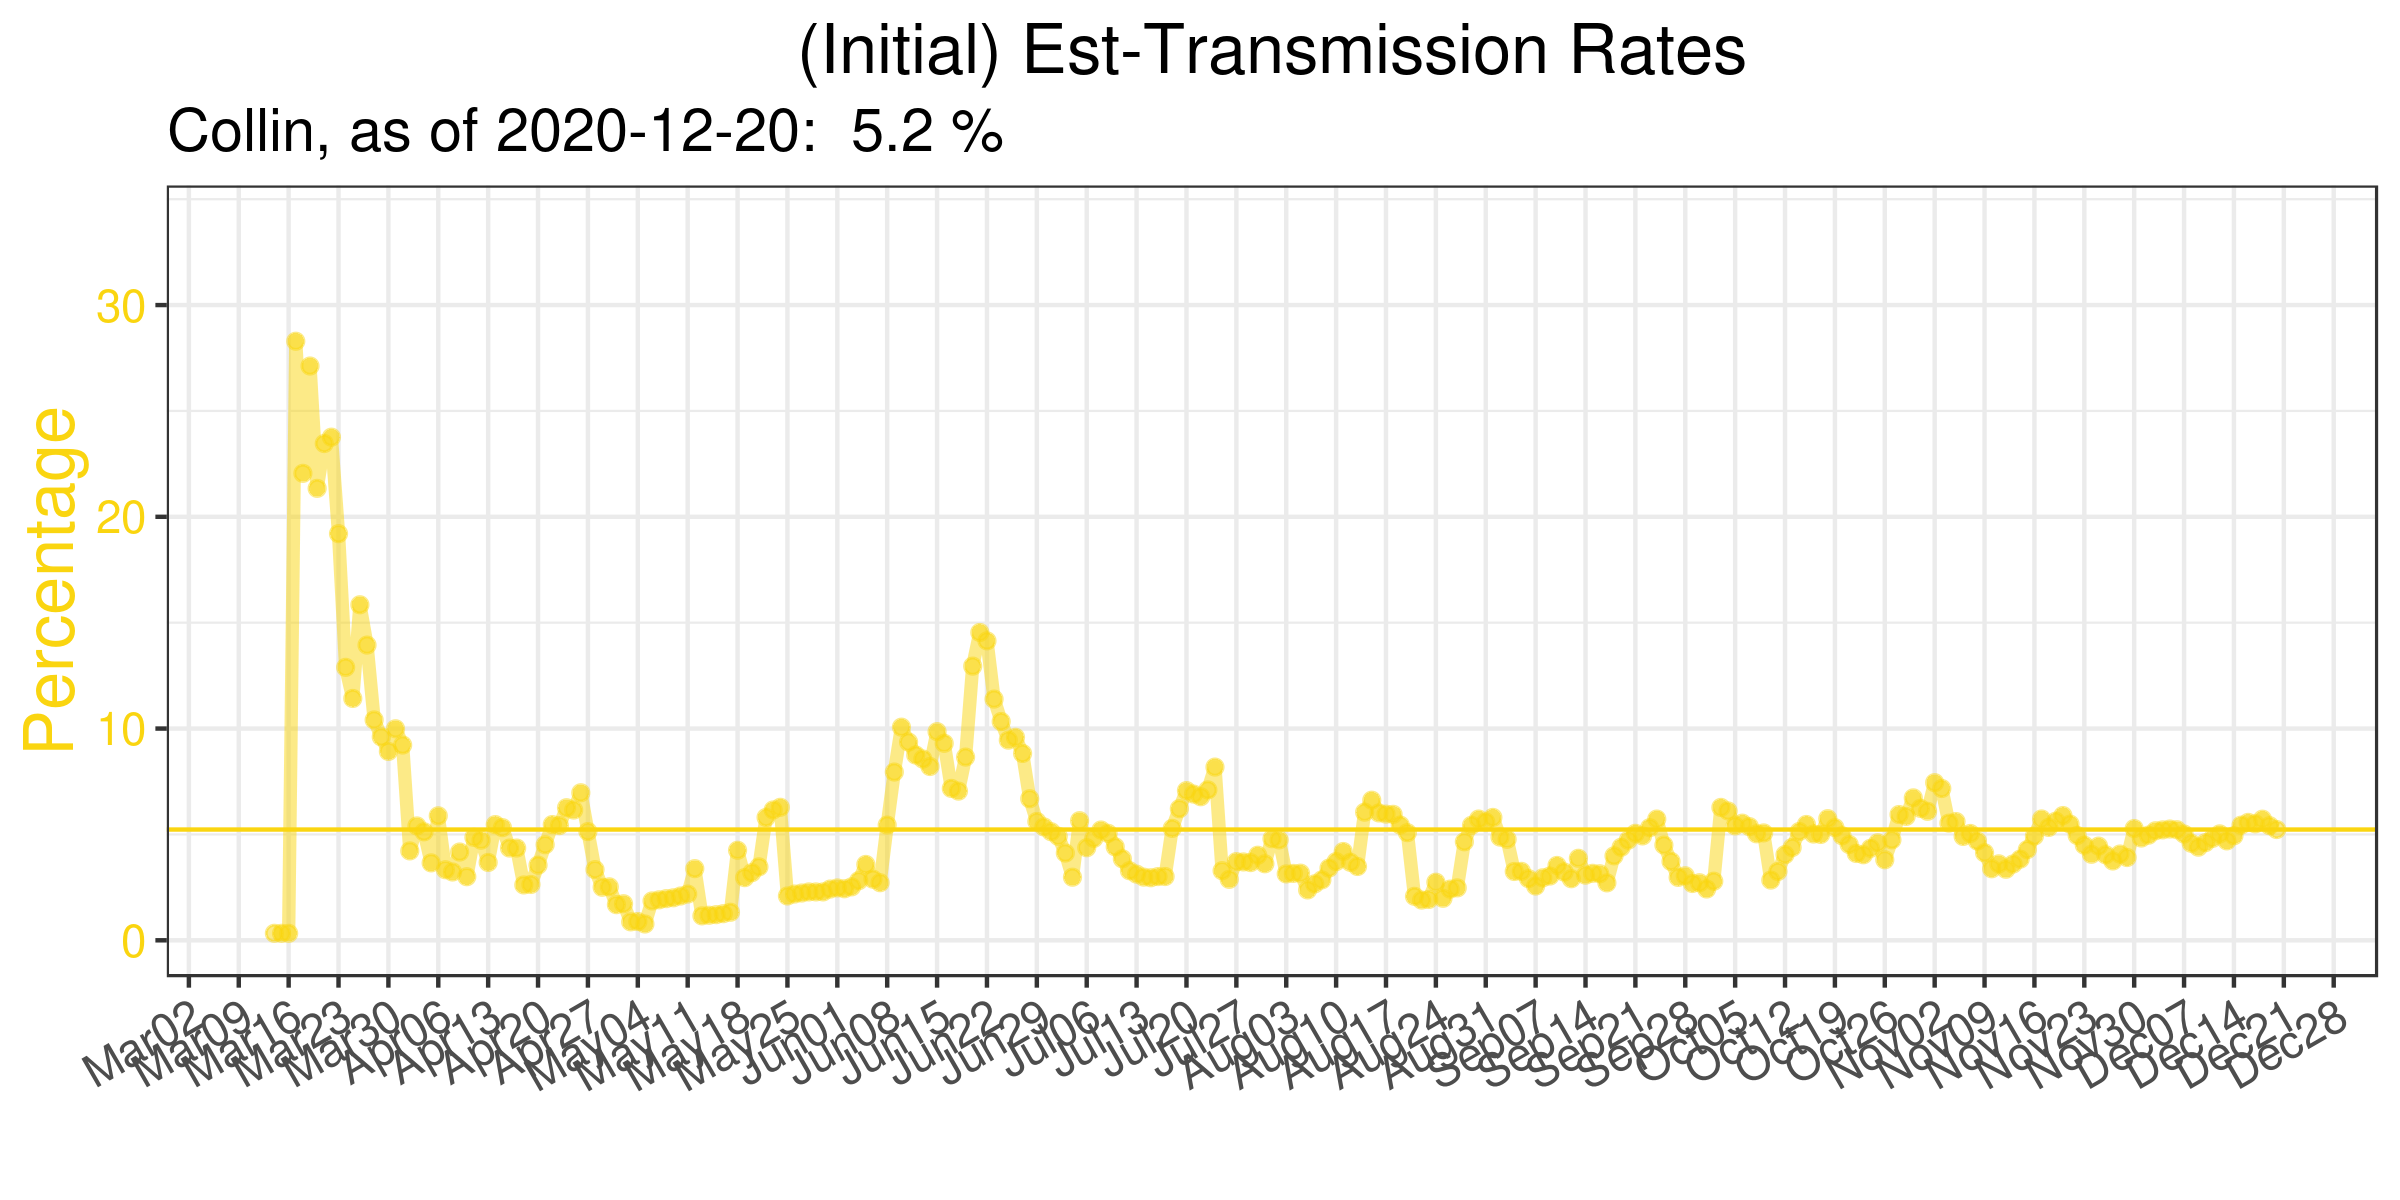 (Initial) Est-Transmission Rates
Collin, as of 2020-12-20:  5.2 %
Percentage
30
20
10
0
Mar02
Mar09
Mar16
Mar23
Mar30
Apr06
Apr13
Apr20
Apr27
May04
May11
May18
May25
Jun01
Jun08
Jun15
Jun22
Jun29
Jul06
Jul13
Jul20
Jul27
Aug03
Aug10
Aug17
Aug24
Aug31
Sep07
Sep14
Sep21
Sep28
Oct05
Oct12
Oct19
Oct26
Nov02
Nov09
Nov16
Nov23
Nov30
Dec07
Dec14
Dec21
Dec28